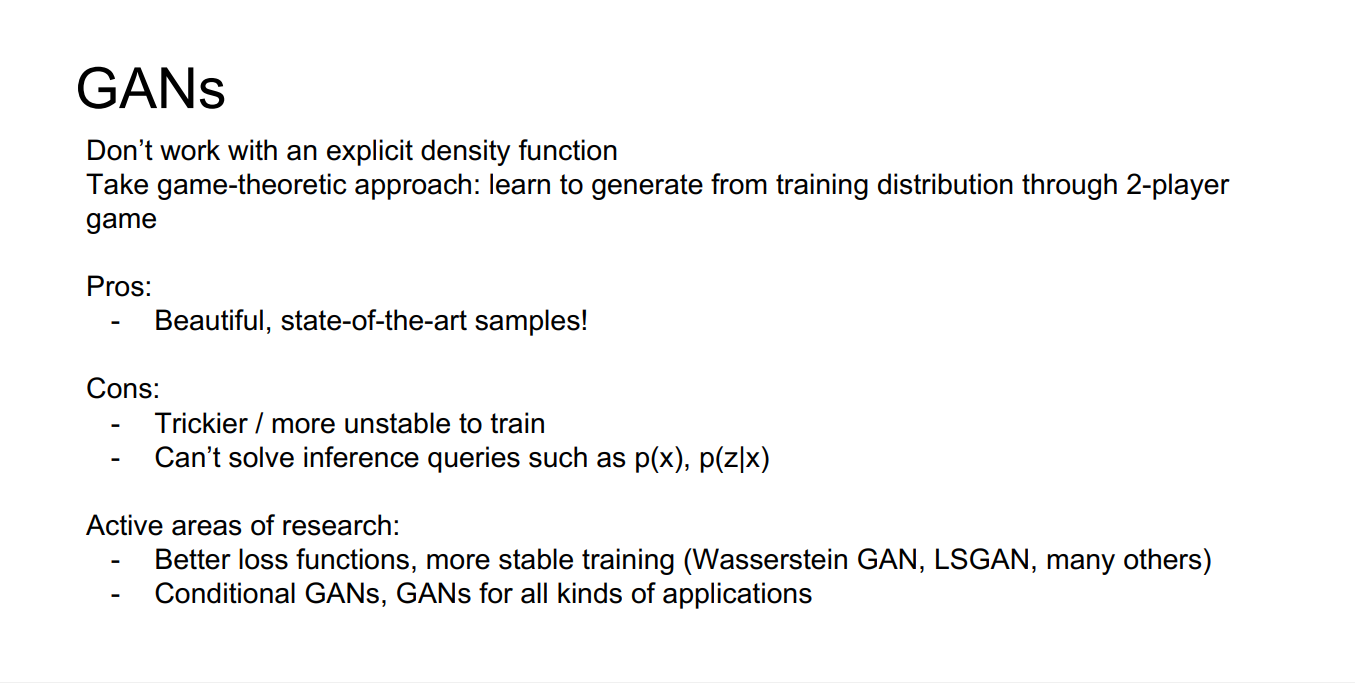 GANs
Don’t work with an explicit density function
Take game-theoretic approach: learn to generate from training distribution through 2-player
game
Pros:
- Beautiful, state-of-the-art samples!
Cons:
- Trickier / more unstable to train
- Can’t solve inference queries such as p(x), p(z|x)
Active areas of research:
- Better loss functions, more stable training (Wasserstein GAN, LSGAN, many others)
- Conditional GANs, GANs for all kinds of applications